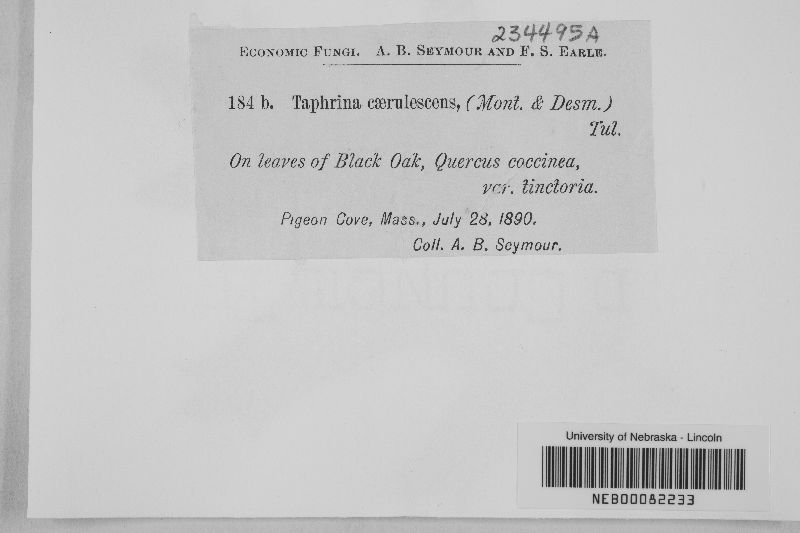 234495A
ECONOMIC FUNGI. A. B. SEYMOUR AND F. S. EARLE.
184 b. Taphrina cærulescens, (Mont. & Desm.)
Tul.
On leaves of Black Oak, Quercus coccinea,
var. tinctoria.
Pigeon Cove, Mass., July 28, 1890.
Coll. A. B. Seymour.
University of Nebraska - Lincoln
NEB00082233